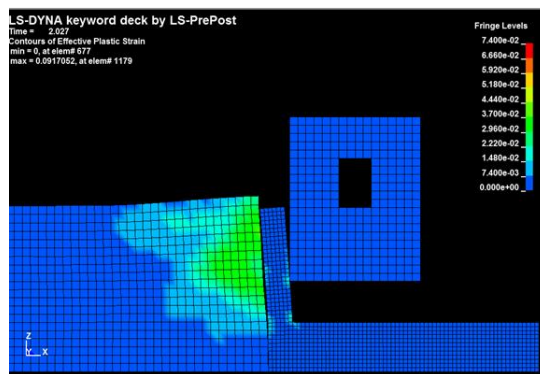 LS-DYNA keyword deck by LS-PrePost
Time = 2.027
Contours of Effective Plastic Strain
min = 0, at elem# 677
max = 0.0917052, at elem# 1179
Fringe Levels
7.400e-02
6.660e-02
5.920e-02
5.180e-02
4.440e-02
3.700e-02
2.960e-02
2.220e-02
1.480e-02
7.400e-03
0.000e+00
Z
Y X